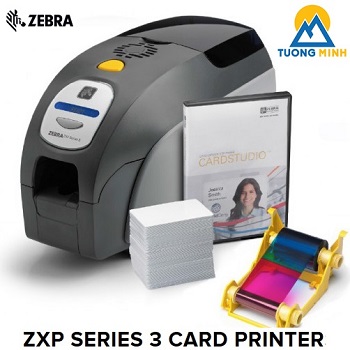 ZEBRA
TUONG MINH
ZEBRA
CARDSTUDIO
ZXP SERIES 3 CARD PRINTER